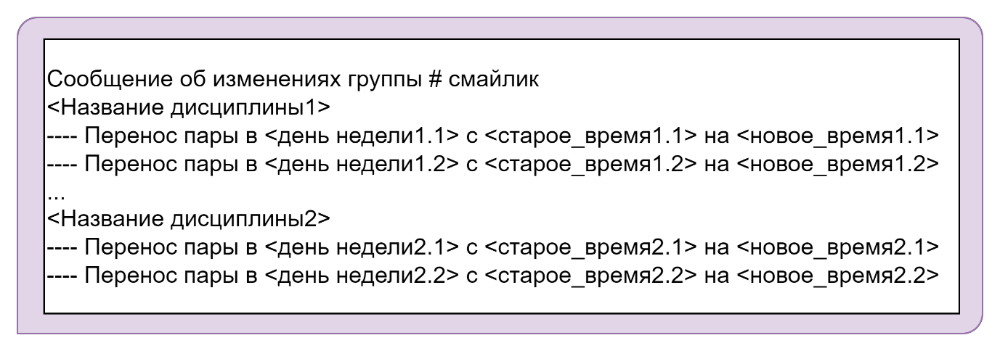 Сообщение об изменениях группы # смайлик
<Название дисциплины1>
---- Перенос пары в <день недели1.1> с <старое_время1.1> на <новое_время1.1>
---- Перенос пары в <день недели1.2> с <старое_время1.2> на <новое_время1.2>
...
<Название дисциплины2>
---- Перенос пары в <день недели2.1> с <старое_время2.1> на <новое_время2.1>
---- Перенос пары в <день недели2.2> с <старое_время2.2> на <новое_время2.2>